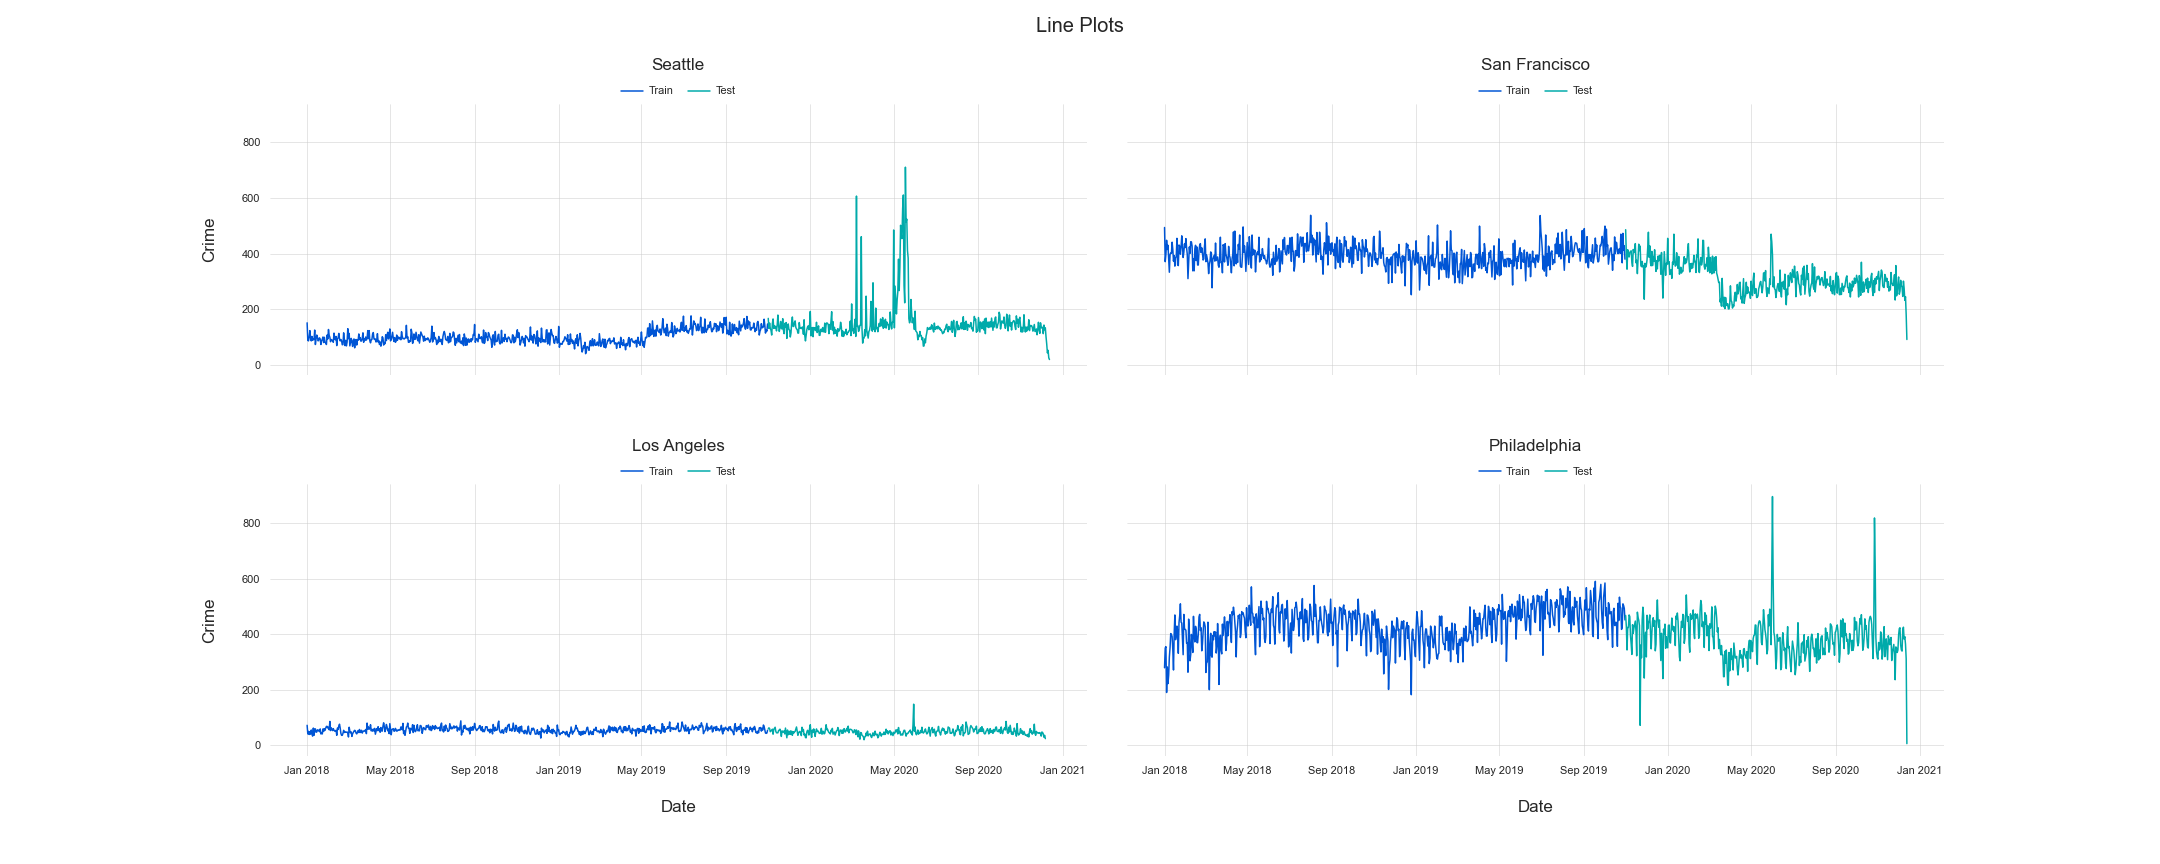 Line Plots
Seattle
Train Test
San Francisco
Train Test
Crime
800
600
400
200
0
Los Angeles
Train Test
Philadelphia
Train Test
Crime
800
600
400
200
0
Jan 2018 May 2018 Sep 2018 Jan 2019 May 2019 Sep 2019 Jan 2020 May 2020 Sep 2020 Jan 2021
Jan 2018 May 2018 Sep 2018 Jan 2019 May 2019 Sep 2019 Jan 2020 May 2020 Sep 2020 Jan 2021
Date
Date